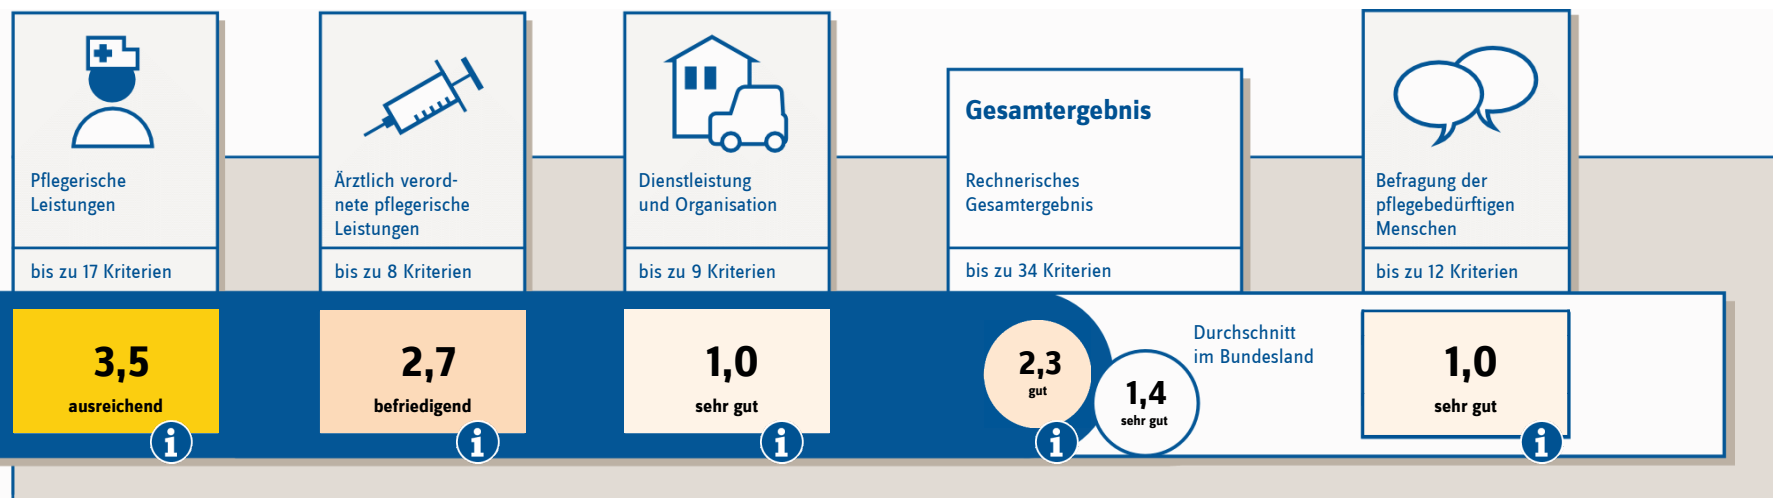 Pflegerische
Leistungen
bis zu 17 Kriterien
3,5
ausreichend
i
Ärztlich verord-
nete pflegerische
Leistungen
bis zu 8 Kriterien
2,7
befriedigend
i
Dienstleistung
und Organisation
bis zu 9 Kriterien
1,0
sehr gut
i
Gesamtergebnis
Rechnerisches
Gesamtergebnis
bis zu 34 Kriterien
2,3
gut
i
1,4
sehr gut
Durchschnitt
im Bundesland
Befragung der
pflegebedürftigen
Menschen
bis zu 12 Kriterien
1,0
sehr gut
i